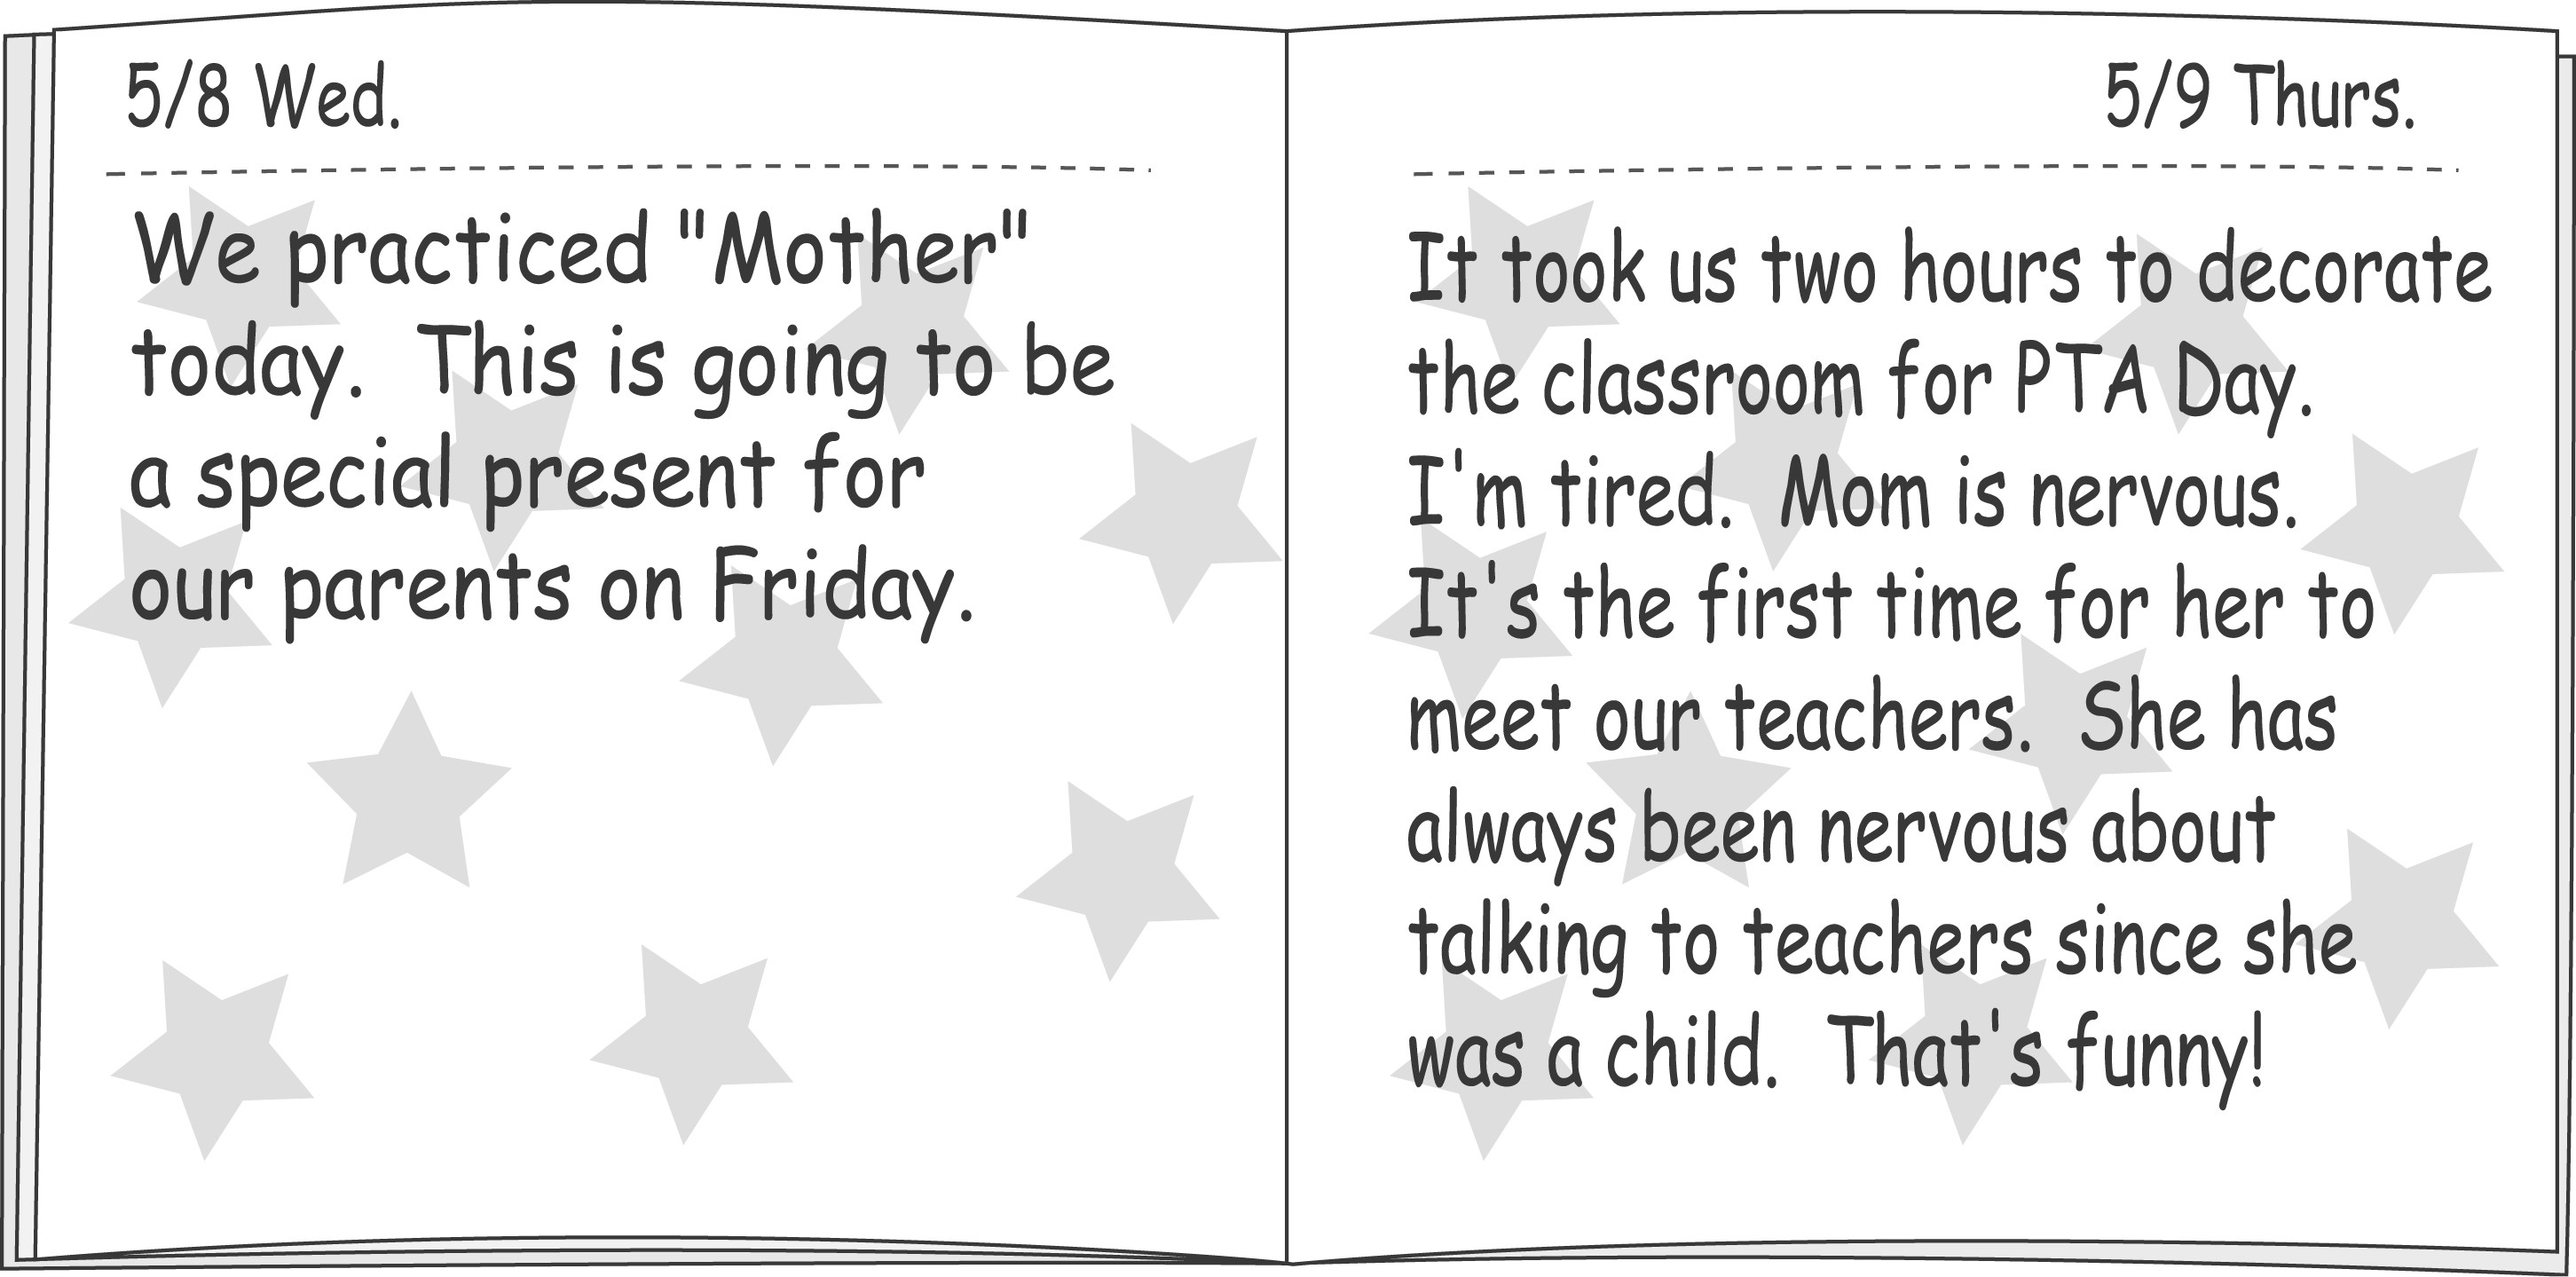 5/8 Wed.
We practiced "Mother"
today. This is going to be
a special present for
our parents on Friday.
5/9 Thurs.
It took us two hours to decorate
the classroom for PTA Day.
I'm tired. Mom is nervous.
It's the first time for her to
meet our teachers. She has
always been nervous about
talking to teachers since she
was a child. That's funny!